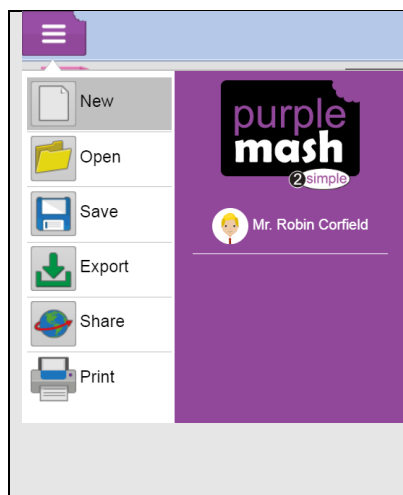 New
Open
Save
Export
Share
Print
purple
mash
2simple
Mr. Robin Corfield